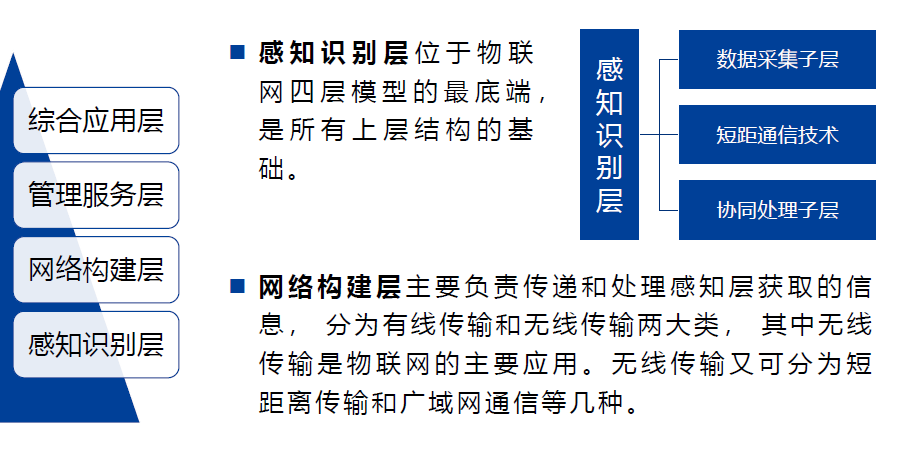 综合应用层
管理服务层
网络构建层
感知识别层
■ 感知识别层位于物联
网四层模型的最底端，
是所有上层结构的基
础。
感
知
识
别
层
数据采集子层
短距通信技术
协同处理子层
■ 网络构建层主要负责传递和处理感知层获取的信
息， 分为有线传输和无线传输两大类， 其中无线
传输是物联网的主要应用。无线传输又可分为短
距离传输和广域网通信等几种。